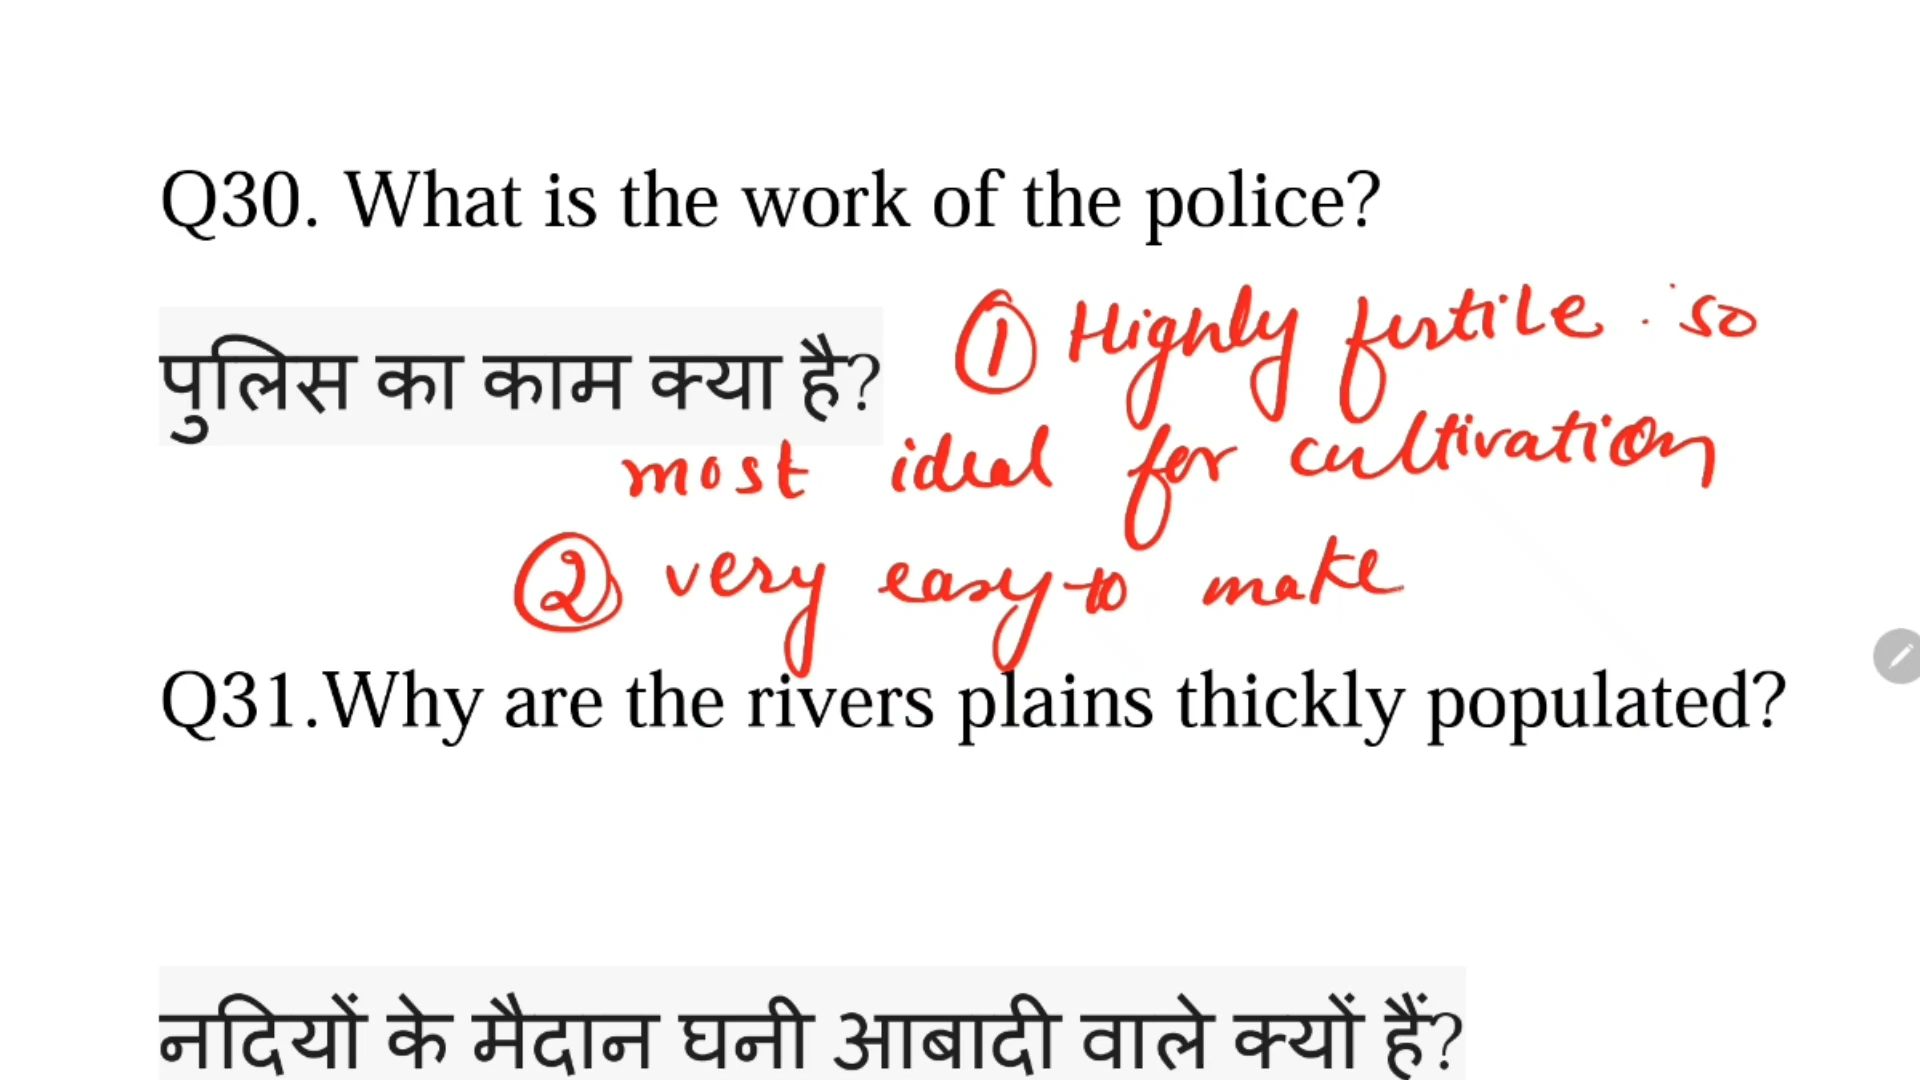 Q30. What is the work of the police?
पुलिस का काम क्या है?
① Highly fertile . so
most ideal for cultivation
② very easy to make
Q31.Why are the rivers plains thickly populated?
नदियों के मैदान घनी आबादी वाले क्यों हैं?